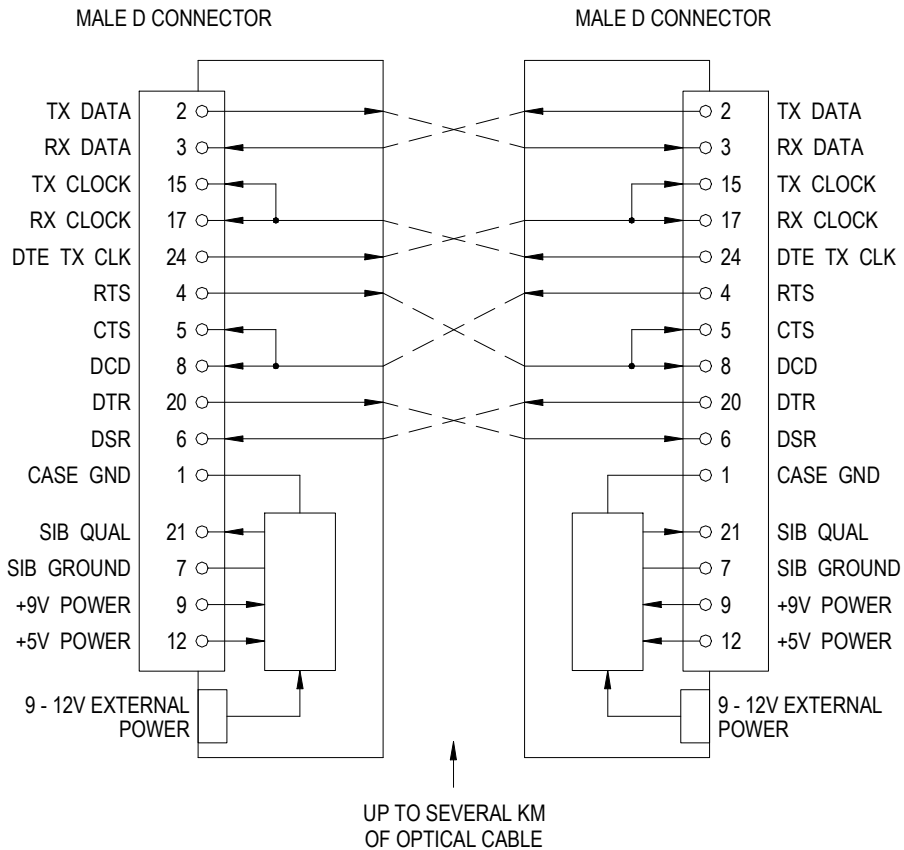 MALE D CONNECTOR
MALE D CONNECTOR
TX DATA 2
2 TX DATA
RX DATA 3
3 RX DATA
TX CLOCK 15
15 TX CLOCK
RX CLOCK 17
17 RX CLOCK
DTE TX CLK 24
24 DTE TX CLK
RTS 4
4 RTS
CTS 5
5 CTS
DCD 8
8 DCD
DTR 20
20 DTR
DSR 6
6 DSR
CASE GND 1
1 CASE GND
SIB QUAL 21
21 SIB QUAL
SIB GROUND 7
7 SIB GROUND
+9V POWER 9
9 +9V POWER
+5V POWER 12
12 +5V POWER
9 - 12V EXTERNAL
POWER
9 - 12V EXTERNAL
POWER
UP TO SEVERAL KM
OF OPTICAL CABLE